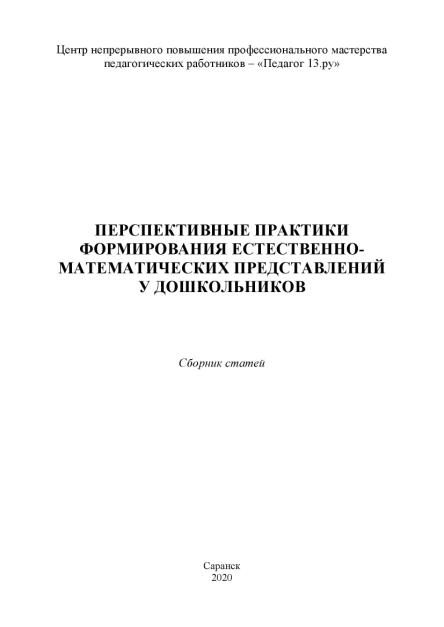 Центр непрерывного повышения профессионального мастерства
педагогических работников – «Педагог 13.ру»
ПЕРСПЕКТИВНЫЕ ПРАКТИКИ
ФОРМИРОВАНИЯ ЕСТЕСТВЕННО-
МАТЕМАТИЧЕСКИХ ПРЕДСТАВЛЕНИЙ
У ДОШКОЛЬНИКОВ
Сборник статей
Саранск
2020